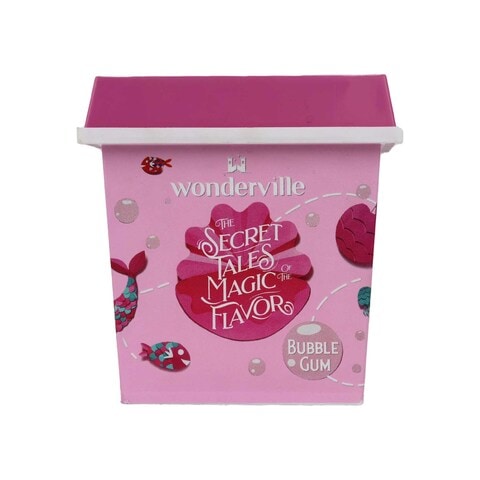 wonderville
THE
SECRET
TALES
OF THE
MAGIC
FLAVOR
BUBBLE
GUM